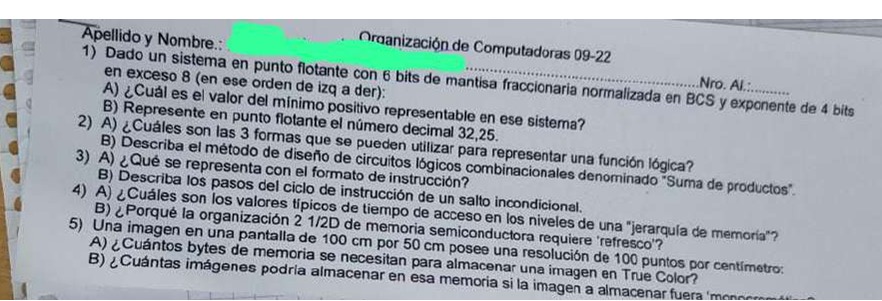 Organización de Computadoras 09-22
Apellido y Nombre.: ...............Nro. Al.:..........
1) Dado un sistema en punto flotante con 6 bits de mantisa fraccionaria normalizada en BCS y exponente de 4 bits
en exceso 8 (en ese orden de izq a der):
A) ¿Cuál es el valor del mínimo positivo representable en ese sistema?
B) Represente en punto flotante el número decimal 32,25.
2) A) ¿Cuáles son las 3 formas que se pueden utilizar para representar una función lógica?
B) Describa el método de diseño de circuitos lógicos combinacionales denominado "Suma de productos".
3) A) ¿Qué se representa con el formato de instrucción?
B) Describa los pasos del ciclo de instrucción de un salto incondicional.
4) A) ¿Cuáles son los valores típicos de tiempo de acceso en los niveles de una "jerarquía de memoria"?
B) ¿Porqué la organización 2 1/2D de memoria semiconductora requiere 'refresco'?
5) Una imagen en una pantalla de 100 cm por 50 cm posee una resolución de 100 puntos por centímetro:
A) ¿Cuántos bytes de memoria se necesitan para almacenar una imagen en True Color?
B) ¿Cuántas imágenes podría almacenar en esa memoria si la imagen a almacenar fuera